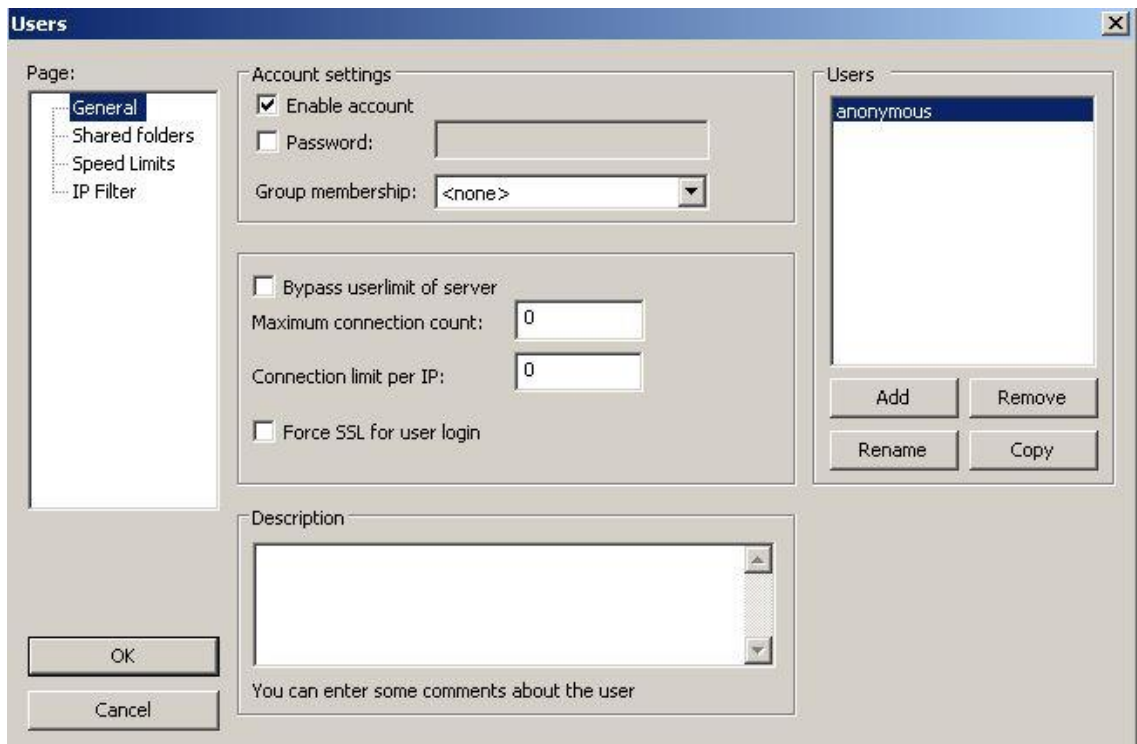 Users
Page:
General
Shared folders
Speed Limits
IP Filter
Account settings
Enable account
Password:
Group membership: <none>
Bypass userlimit of server
Maximum connection count: 0
Connection limit per IP: 0
Force SSL for user login
Description
You can enter some comments about the user
Users
anonymous
Add Remove
Rename Copy
OK
Cancel